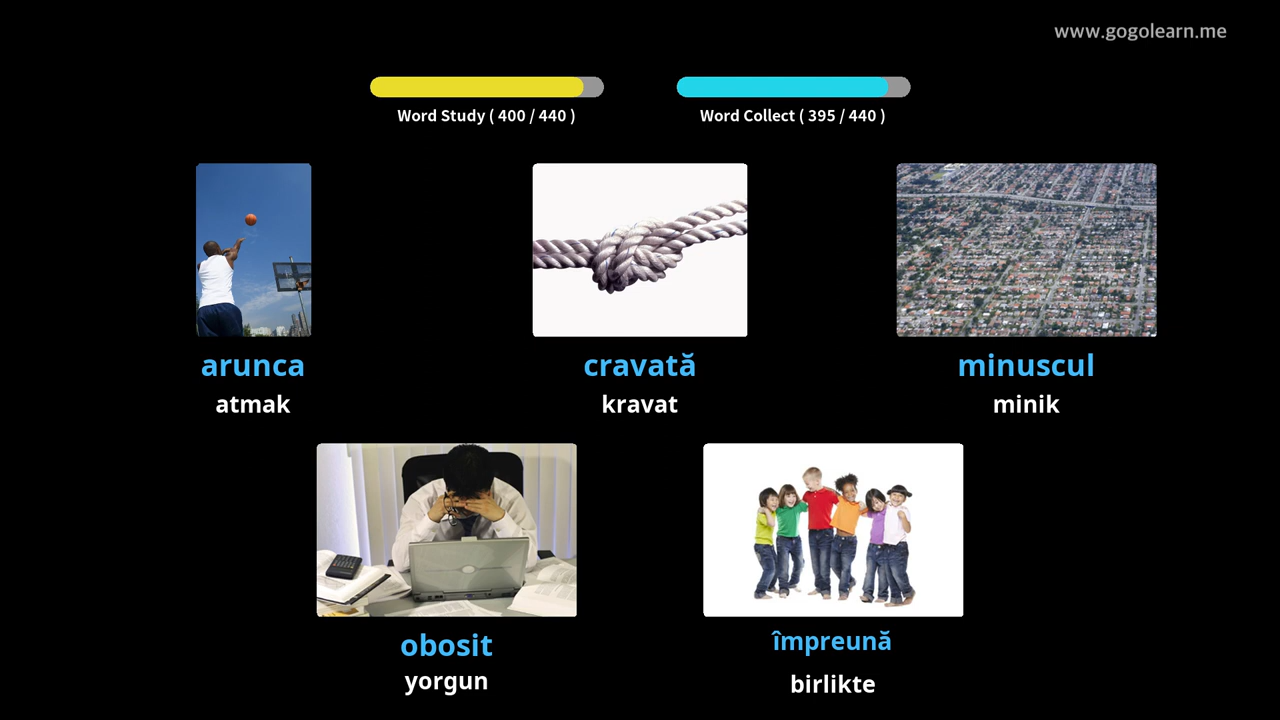 www.gogolearn.me
Word Study ( 400 / 440 )
Word Collect ( 395 / 440 )
arunca
atmak
cravată
kravat
minuscul
minik
obosit
yorgun
împreună
birlikte